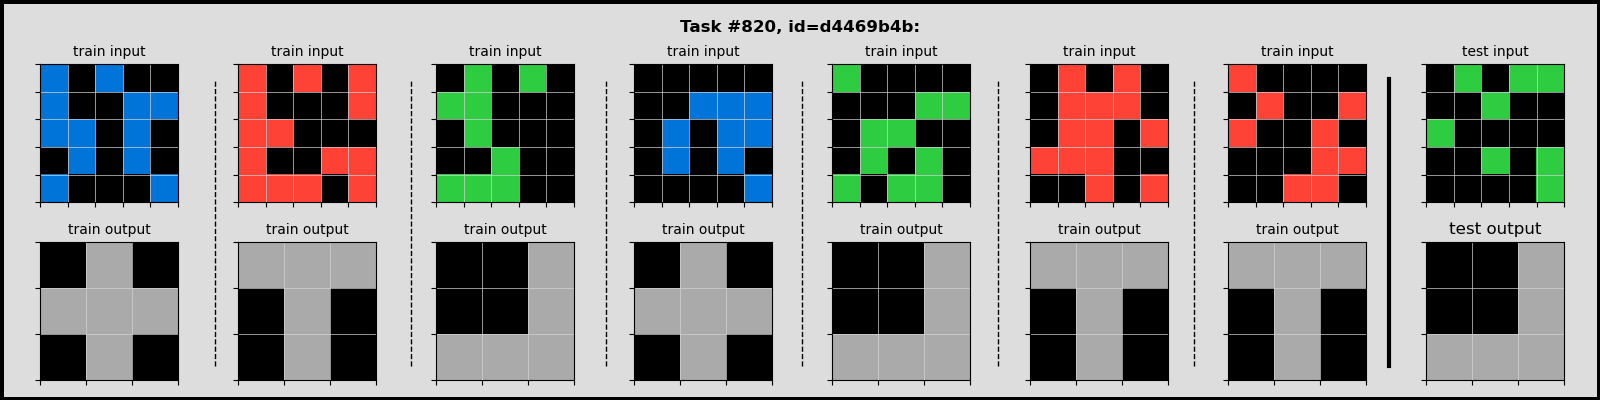 Task #820, id=d4469b4b:
train input train input train input train input train input train input train input test input
train output train output train output train output train output train output train output test output